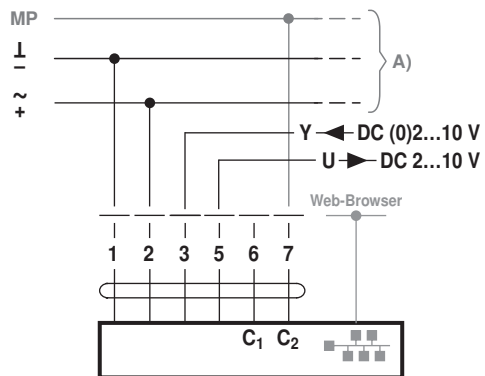 MP
⊥
–
A)
~
+
Y DC (0)2...10 V
U DC 2...10 V
Web-Browser
1 2 3 5 6 7
C₁ C₂